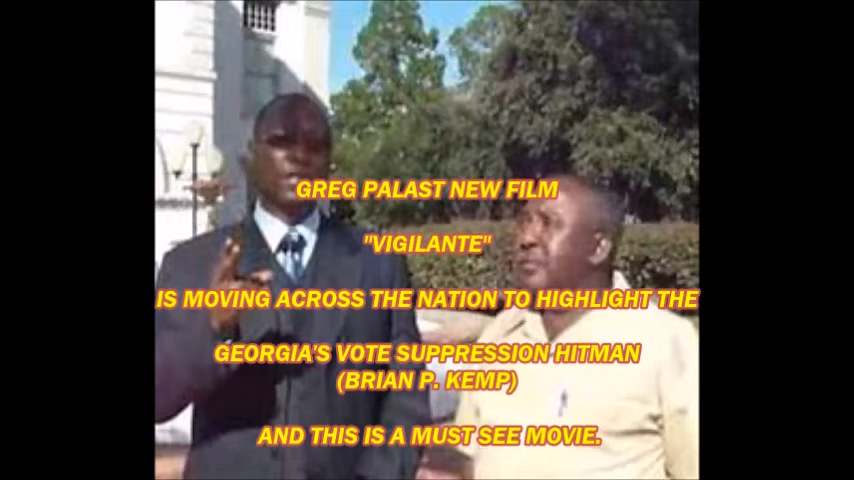 GREG PALAST NEW FILM
"VIGILANTE"
IS MOVING ACROSS THE NATION TO HIGHLIGHT THE
GEORGIA'S VOTE SUPPRESSION HITMAN
(BRIAN P. KEMP)
AND THIS IS A MUST SEE MOVIE.